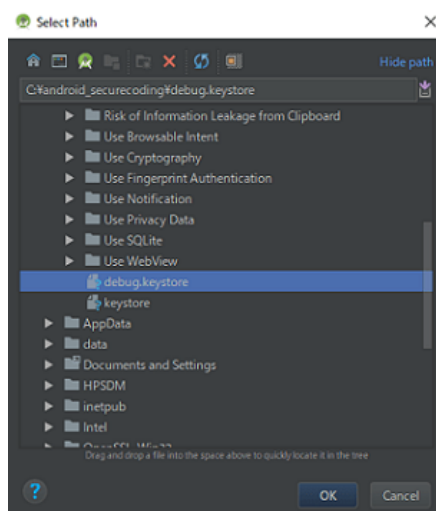 Select Path
Hide path
C:¥android_securecoding¥debug.keystore
Risk of Information Leakage from Clipboard
Use Browsable Intent
Use Cryptography
Use Fingerprint Authentication
Use Notification
Use Privacy Data
Use SQLite
Use WebView
debug.keystore
keystore
AppData
data
Documents and Settings
HPSDM
inetpub
Intel
OpenSSL-Win32
Drag and drop a file into the space above to quickly locate it in the tree
?
OK
Cancel